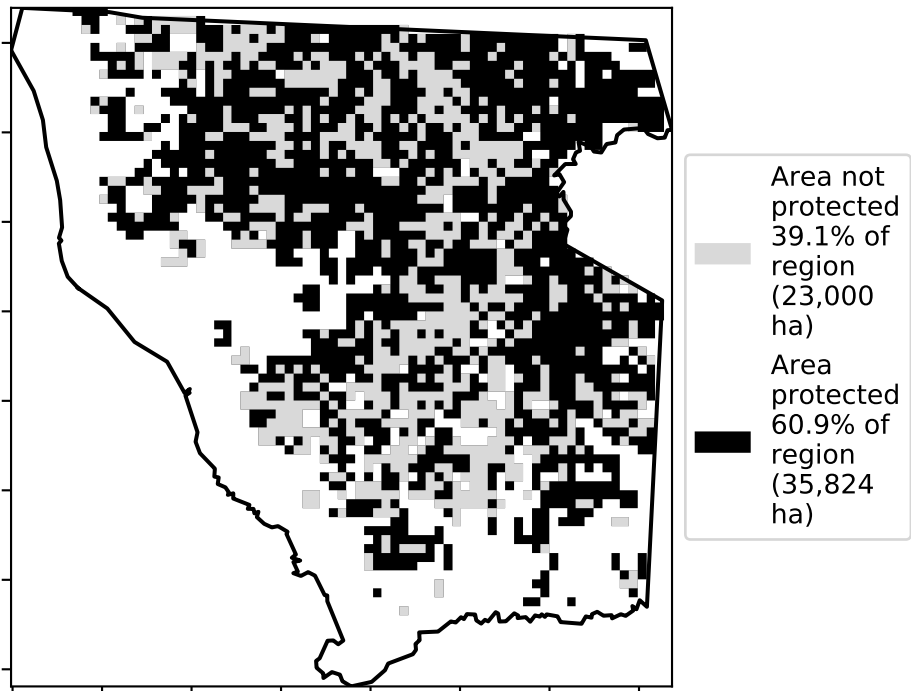 Area not
protected
39.1% of
region
(23,000
ha)
Area
protected
60.9% of
region
(35,824
ha)